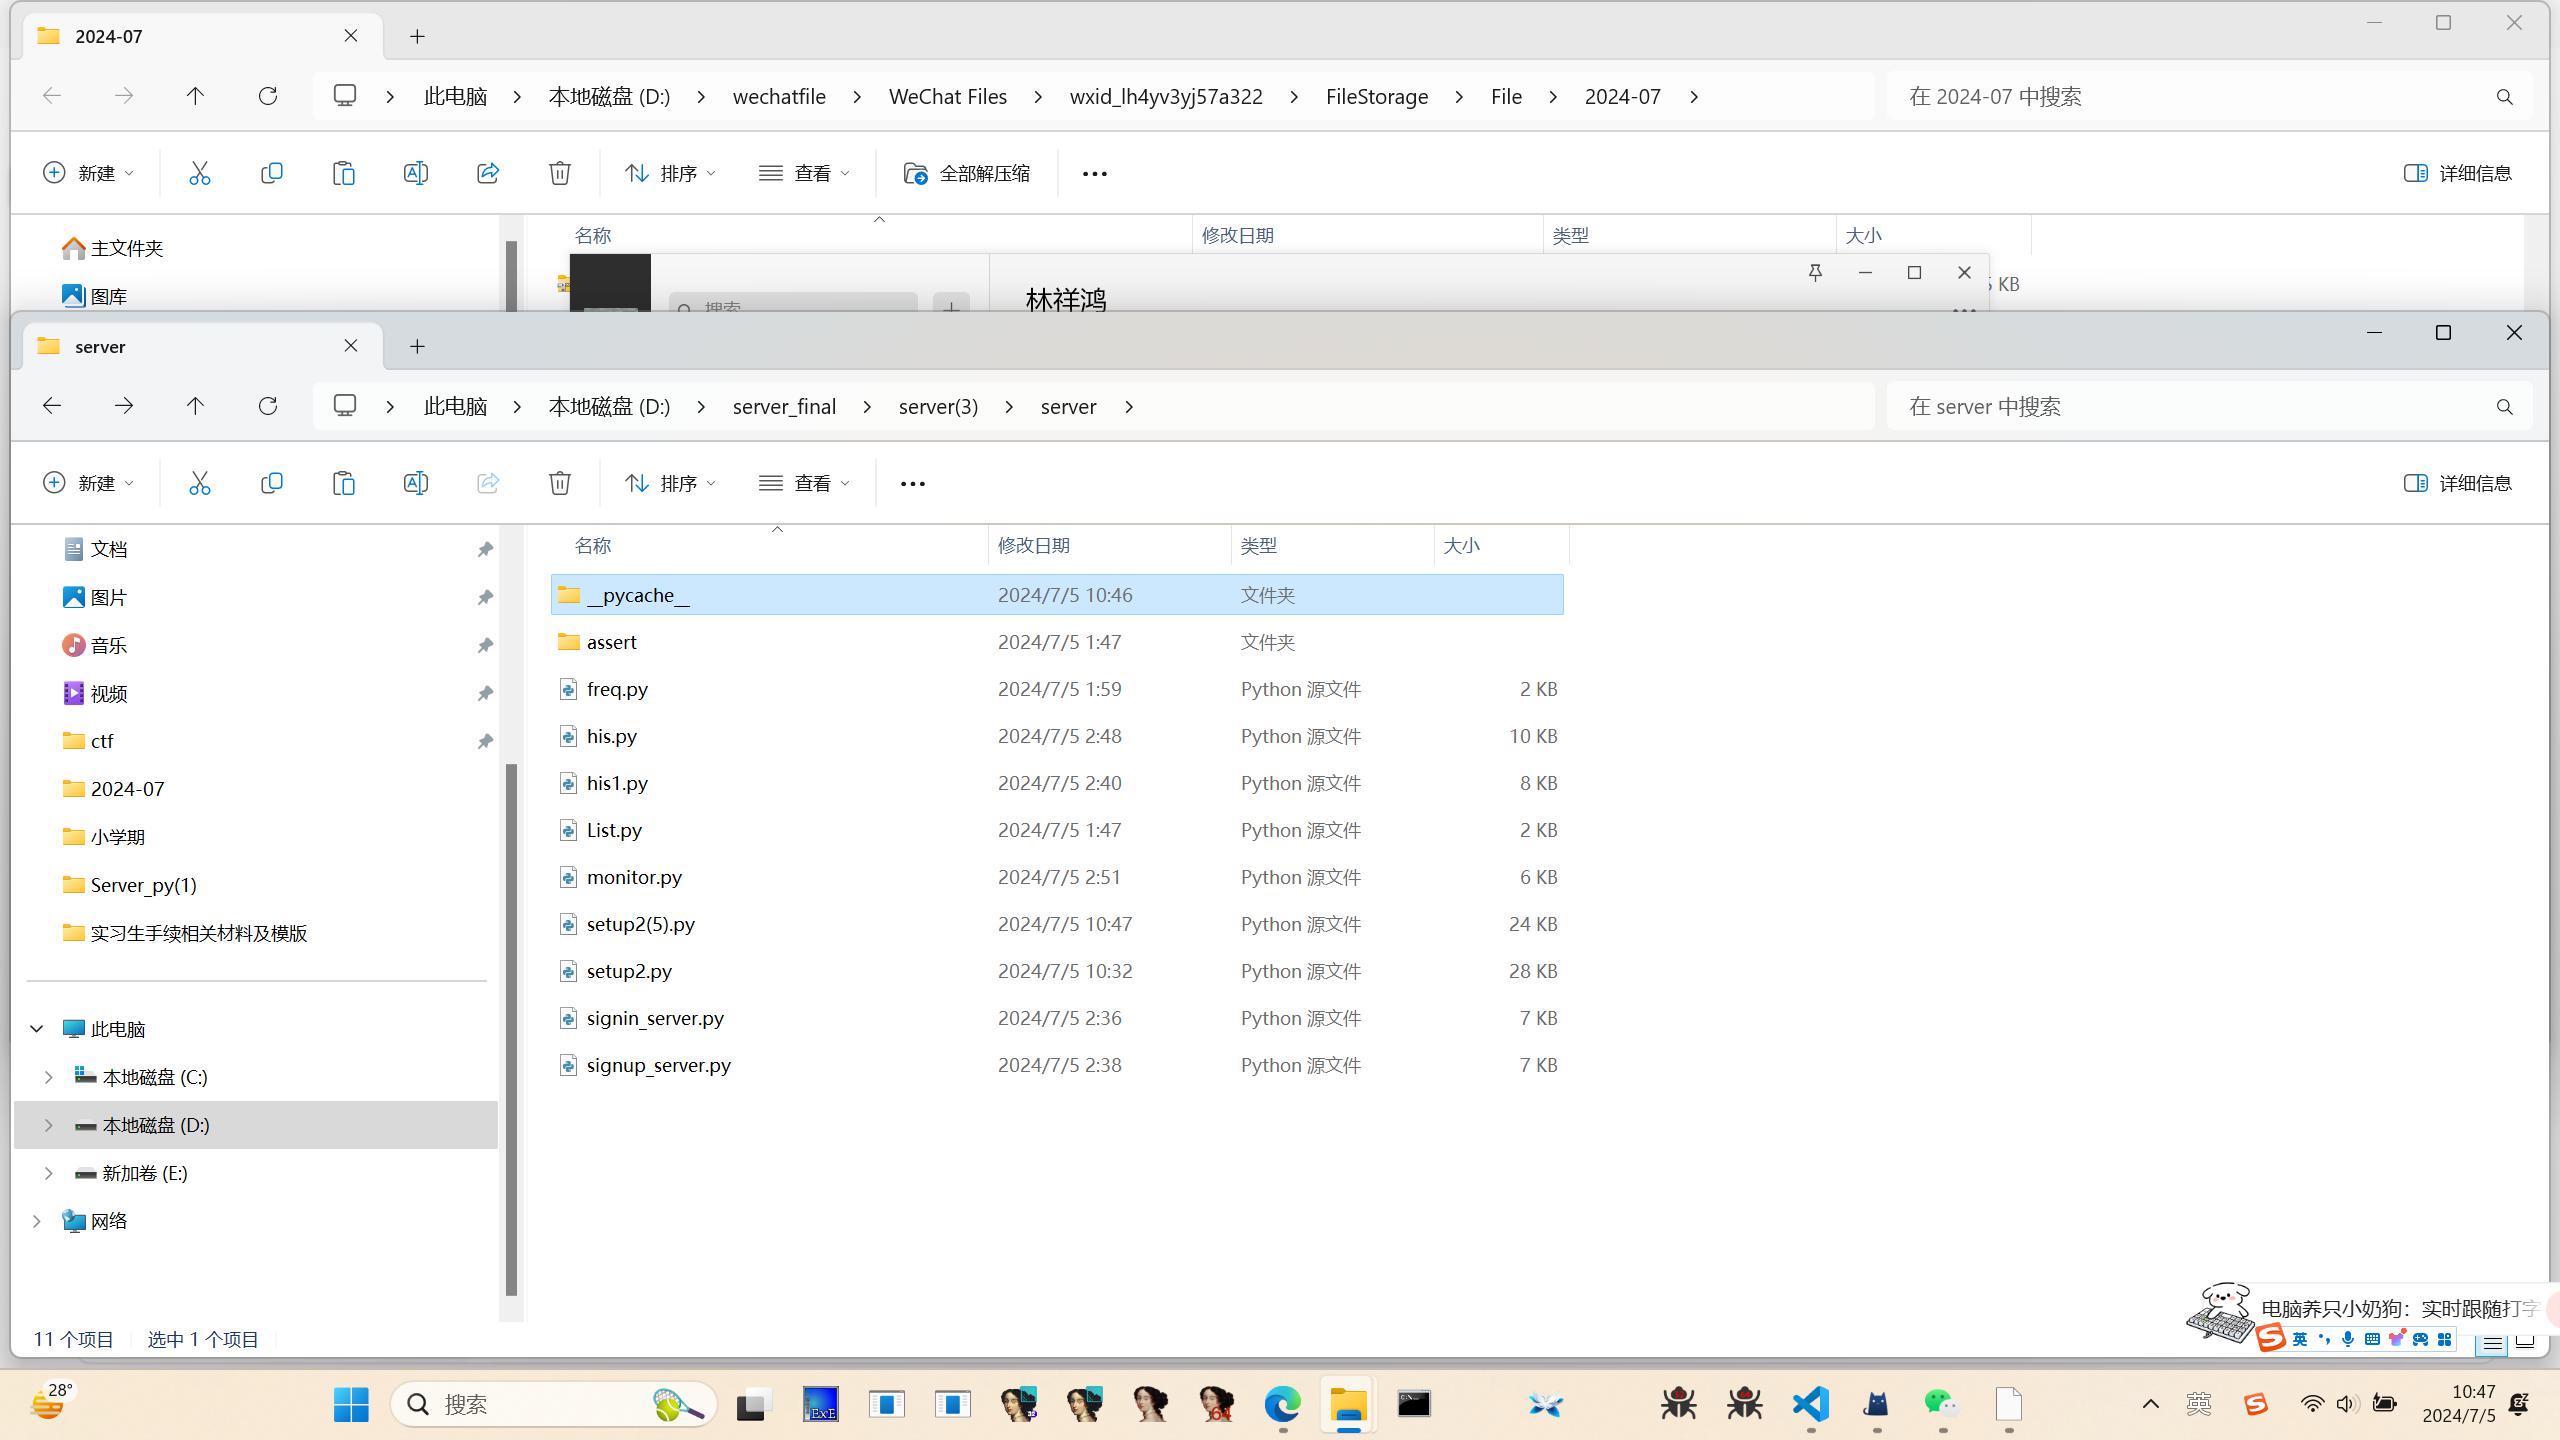 2024-07
此电脑 本地磁盘 (D:) wechatfile WeChat Files wxid_lh4yv3yj57a322 FileStorage File 2024-07
在 2024-07 中搜索
新建 排序 查看 全部解压缩 详细信息
主文件夹
图库
名称 修改日期 类型 大小
KB
搜索
林祥鸿
server
此电脑 本地磁盘 (D:) server_final server(3) server
在 server 中搜索
新建 排序 查看 详细信息
文档
图片
音乐
视频
ctf
2024-07
小学期
Server_py(1)
实习生手续相关材料及模版
此电脑
本地磁盘 (C:)
本地磁盘 (D:)
新加卷 (E:)
网络
名称 修改日期 类型 大小
__pycache__ 2024/7/5 10:46 文件夹
assert 2024/7/5 1:47 文件夹
freq.py 2024/7/5 1:59 Python 源文件 2 KB
his.py 2024/7/5 2:48 Python 源文件 10 KB
his1.py 2024/7/5 2:40 Python 源文件 8 KB
List.py 2024/7/5 1:47 Python 源文件 2 KB
monitor.py 2024/7/5 2:51 Python 源文件 6 KB
setup2(5).py 2024/7/5 10:47 Python 源文件 24 KB
setup2.py 2024/7/5 10:32 Python 源文件 28 KB
signin_server.py 2024/7/5 2:36 Python 源文件 7 KB
signup_server.py 2024/7/5 2:38 Python 源文件 7 KB
电脑养只小奶狗：实时跟随打字
英
11 个项目 选中 1 个项目
28°
搜索
ExE
32
64
英
10:47
2024/7/5